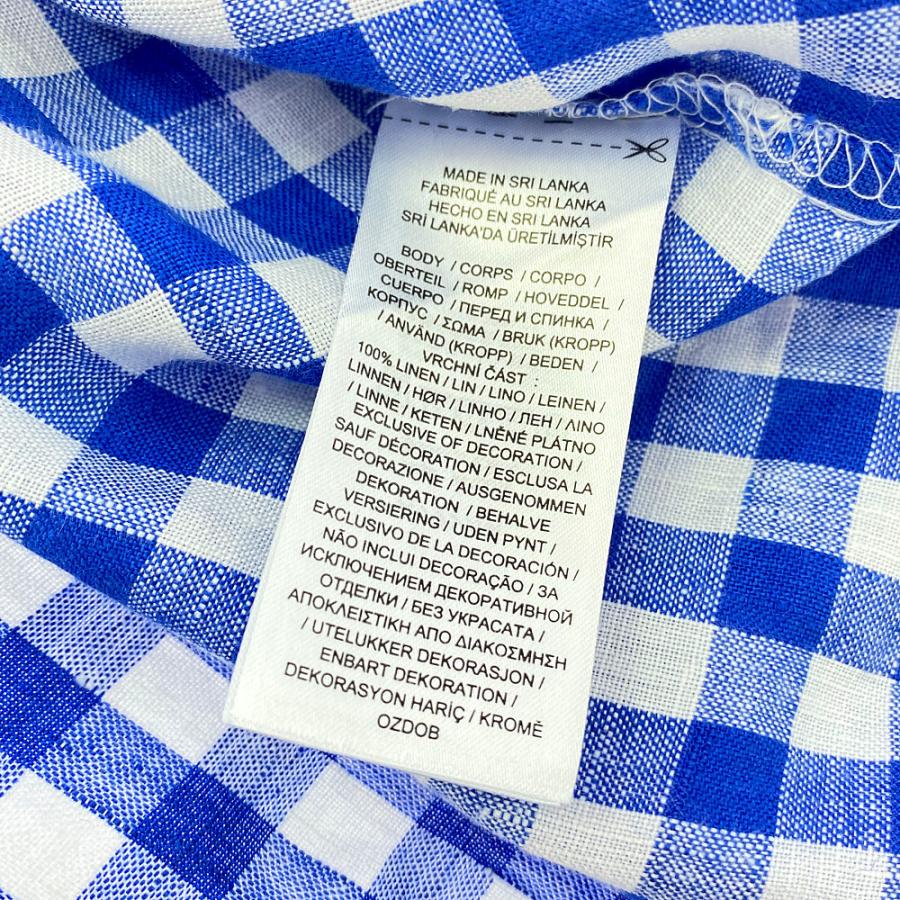 MADE IN SRI LANKA
FABRIQUÉ AU SRI LANKA
HECHO EN SRI LANKA
SRİ LANKA'DA ÜRETİLMİŞTİR
BODY / CORPS / CORPO /
OBERTEIL / ROMP / HOVEDDEL /
CUERPO / ПЕРЕД И СПИНКА /
КОРПУС / ΣΩΜΑ / BRUK (KROPP)
/ ANVÄND (KROPP) / BEDEN /
VRCHNÍ ČÁST :
100% LINEN / LIN / LINO / LEINEN /
LINNEN / HØR / LINHO / ЛЕН / ΛΙΝΟ
/ LINNE / KETEN / LNĚNÉ PLÁTNO
EXCLUSIVE OF DECORATION /
SAUF DÉCORATION / ESCLUSA LA
DECORAZIONE / AUSGENOMMEN
DEKORATION / BEHALVE
VERSIERING / UDEN PYNT /
EXCLUSIVO DE LA DECORACIÓN /
NÃO INCLUI DECORAÇÃO / ЗА
ИСКЛЮЧЕНИЕМ ДЕКОРАТИВНОЙ
ОТДЕЛКИ / БЕЗ УКРАСАТА /
ΑΠΟΚΛΕΙΣΤΙΚΗ ΑΠΟ ΔΙΑΚΟΣΜΗΣΗ
/ UTELUKKER DEKORASJON /
ENBART DEKORATION /
DEKORASYON HARİÇ / KROMĚ
OZDOB